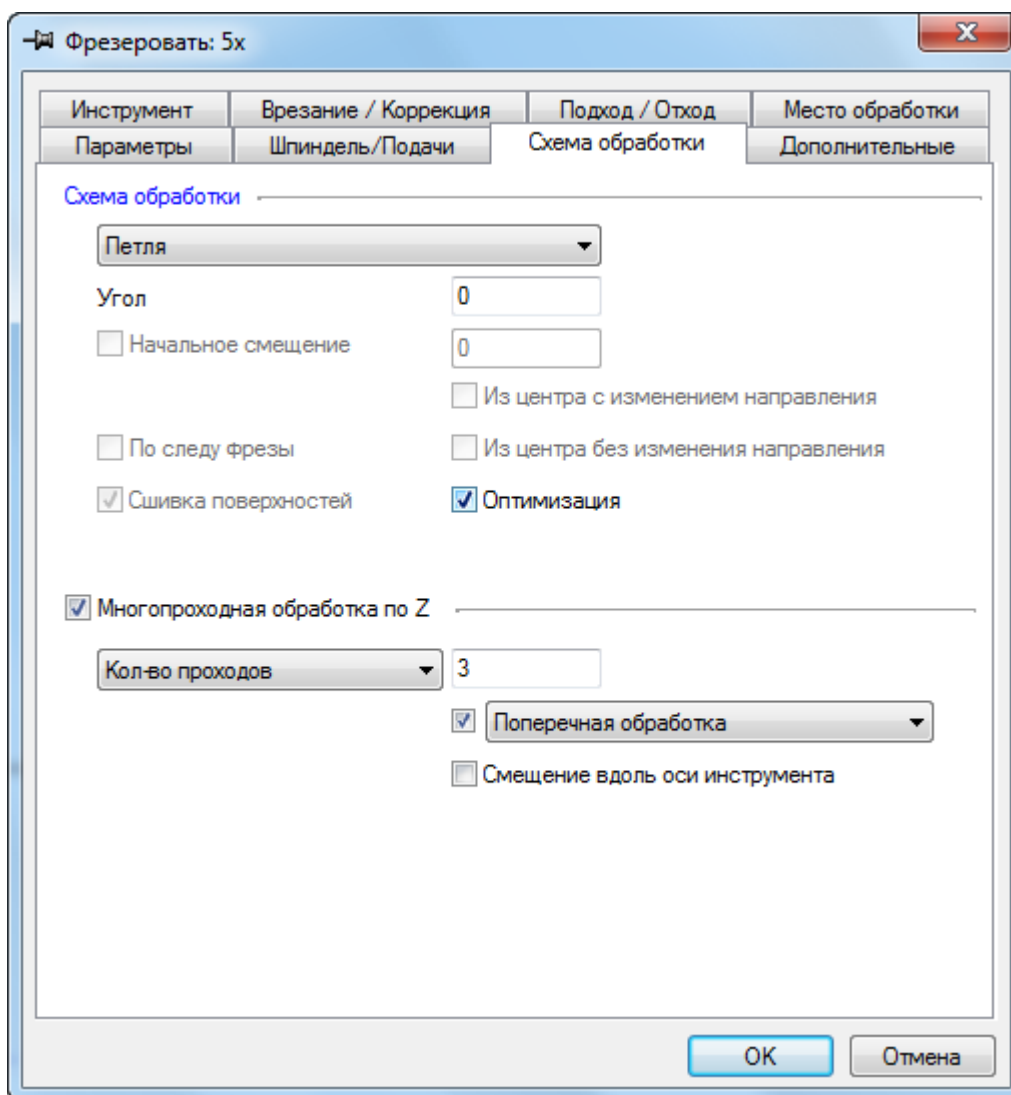 Фрезеровать: 5x
Инструмент Врезание / Коррекция Подход / Отход Место обработки
Параметры Шпиндель/Подачи Схема обработки Дополнительные
Схема обработки
Петля
Угол 0
Начальное смещение 0
Из центра с изменением направления
По следу фрезы Из центра без изменения направления
Сшивка поверхностей Оптимизация
Многопроходная обработка по Z
Кол-во проходов 3
Поперечная обработка
Смещение вдоль оси инструмента
OK Отмена